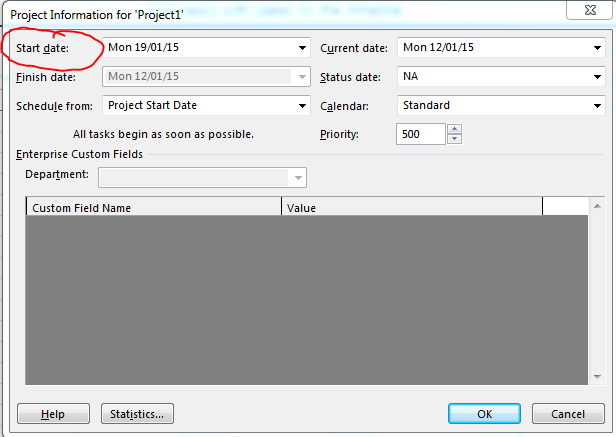 Project Information for 'Project1'
Start date: Mon 19/01/15 Current date: Mon 12/01/15
Finish date: Mon 12/01/15 Status date: NA
Schedule from: Project Start Date Calendar: Standard
All tasks begin as soon as possible. Priority: 500
Enterprise Custom Fields
Department:
Custom Field Name Value
Help Statistics... OK Cancel